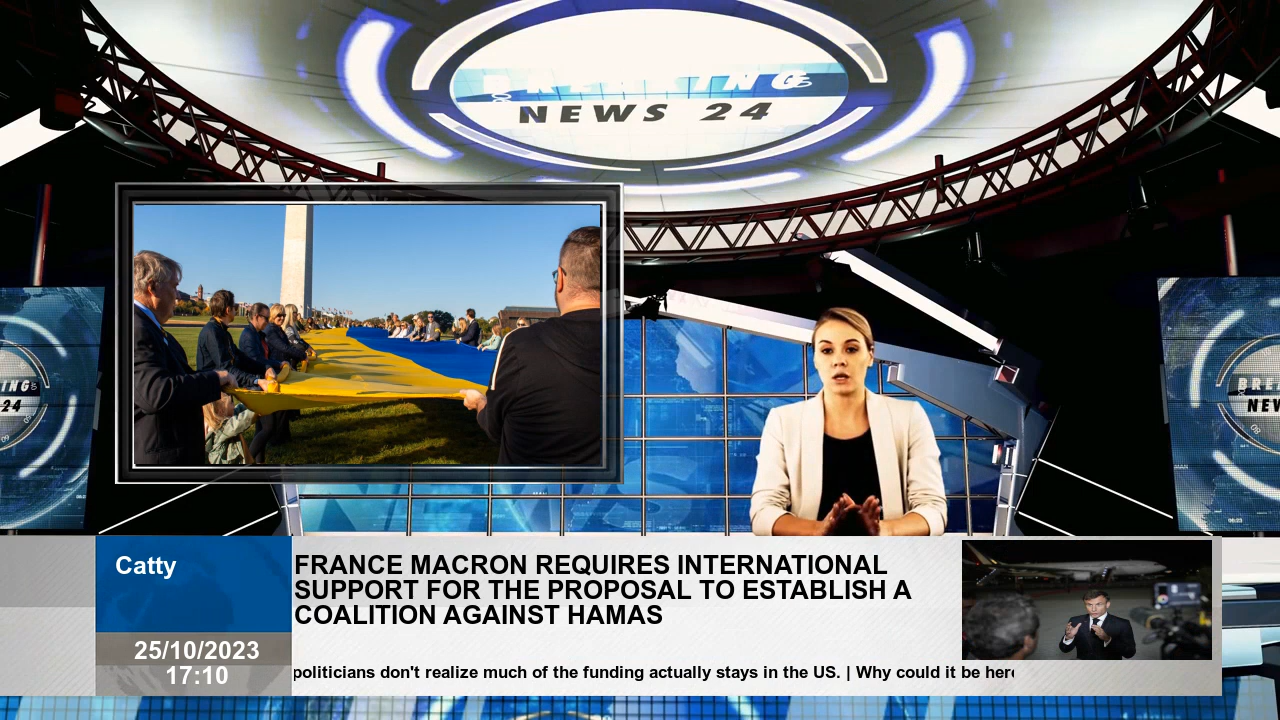 BREAKING
NEWS 24
Catty
25/10/2023
17:10
FRANCE MACRON REQUIRES INTERNATIONAL
SUPPORT FOR THE PROPOSAL TO ESTABLISH A
COALITION AGAINST HAMAS
politicians don't realize much of the funding actually stays in the US. | Why could it be here